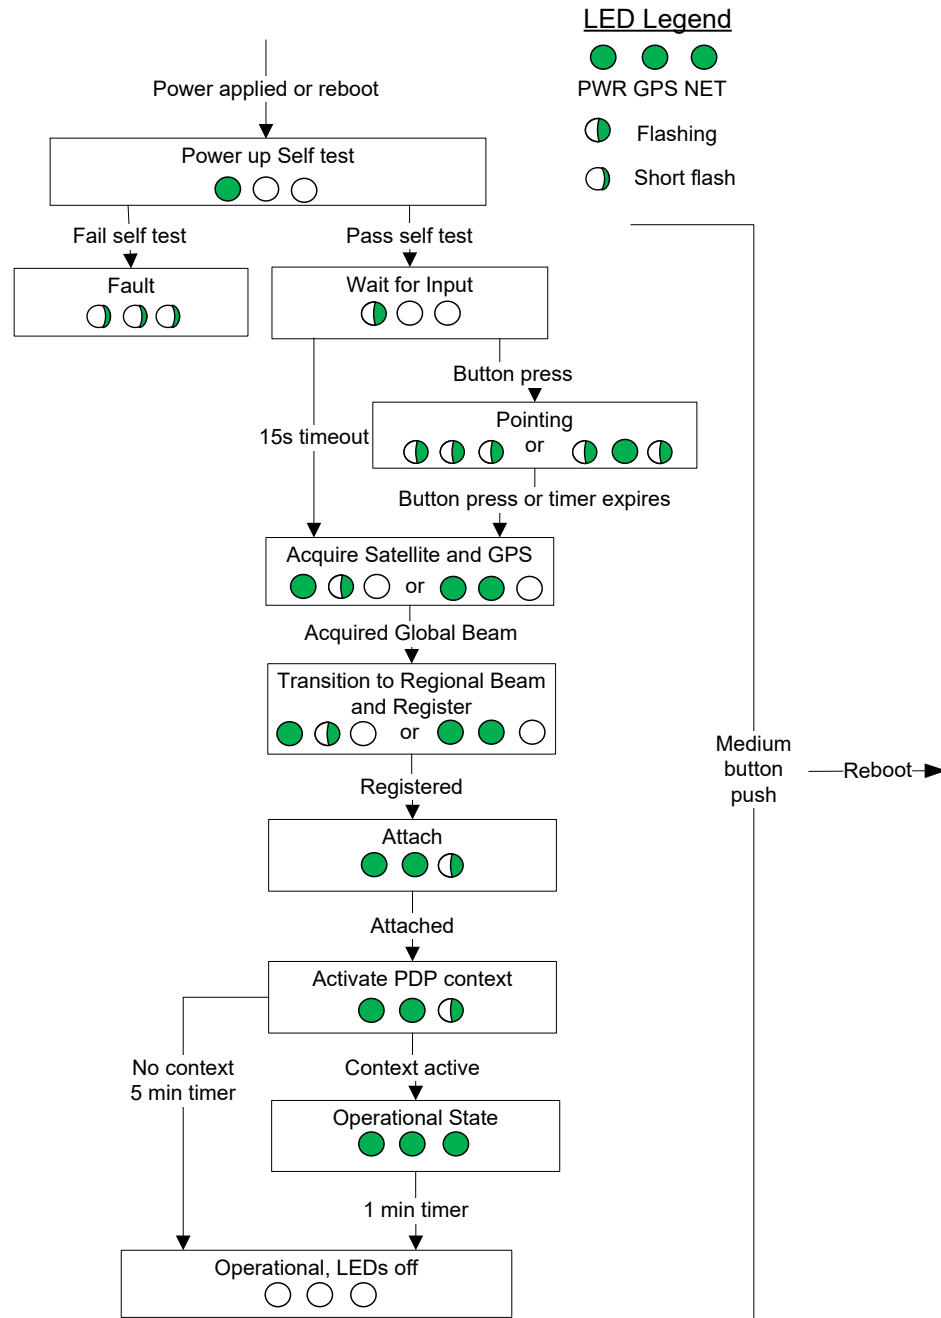 LED Legend
PWR GPS NET
Flashing
Short flash
Power applied or reboot
Power up Self test
Fail self test
Pass self test
Fault
Wait for Input
Button press
15s timeout
Pointing
or
Button press or timer expires
Acquire Satellite and GPS
or
Acquired Global Beam
Transition to Regional Beam
and Register
or
Registered
Attach
Attached
Activate PDP context
No context
5 min timer
Context active
Operational State
1 min timer
Operational, LEDs off
Medium
button
push
Reboot